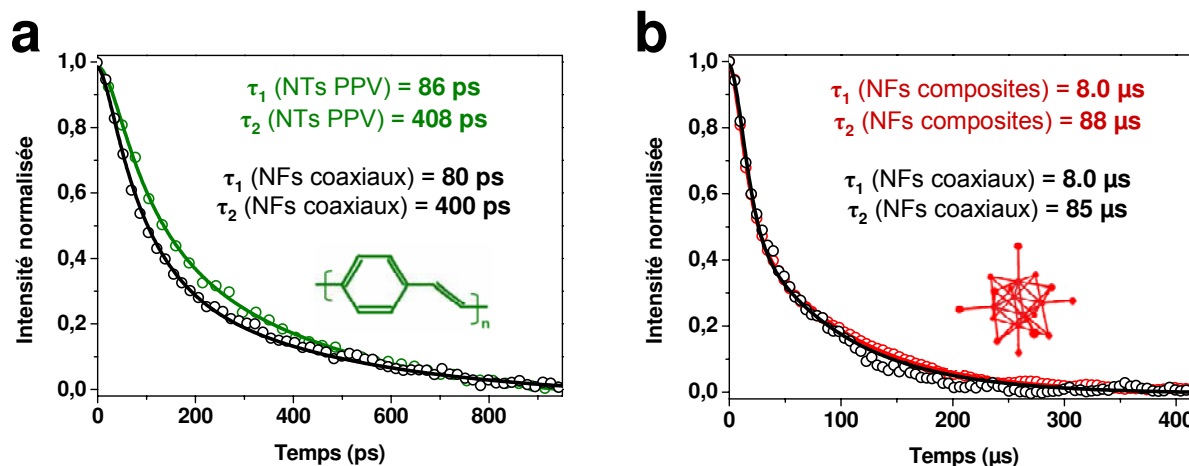 a
1,0
0,8
0,6
0,4
0,2
0,0
Intensité normalisée
τ1 (NTs PPV) = 86 ps
τ2 (NTs PPV) = 408 ps
τ1 (NFs coaxiaux) = 80 ps
τ2 (NFs coaxiaux) = 400 ps
n
0 200 400 600 800
Temps (ps)
b
1,0
0,8
0,6
0,4
0,2
0,0
Intensité normalisée
τ1 (NFs composites) = 8.0 µs
τ2 (NFs composites) = 88 µs
τ1 (NFs coaxiaux) = 8.0 µs
τ2 (NFs coaxiaux) = 85 µs
0 100 200 300
Temps (µs)